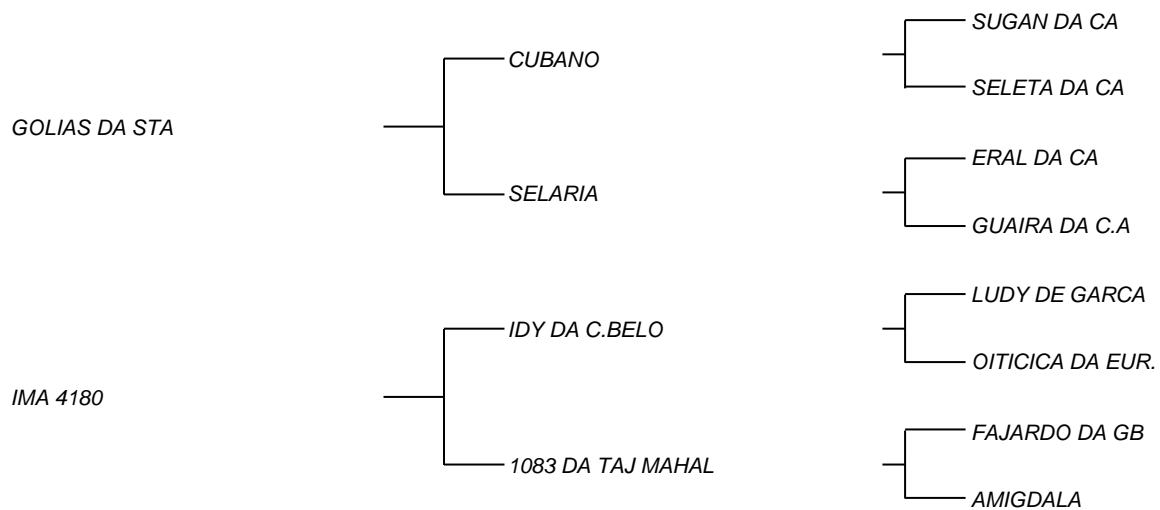 SUGAN DA CA
CUBANO
SELETA DA CA
GOLIAS DA STA
ERAL DA CA
SELARIA
GUAIRA DA C.A
LUDY DE GARCA
IDY DA C.BELO
OITICICA DA EUR.
IMA 4180
FAJARDO DA GB
1083 DA TAJ MAHAL
AMIGDALA